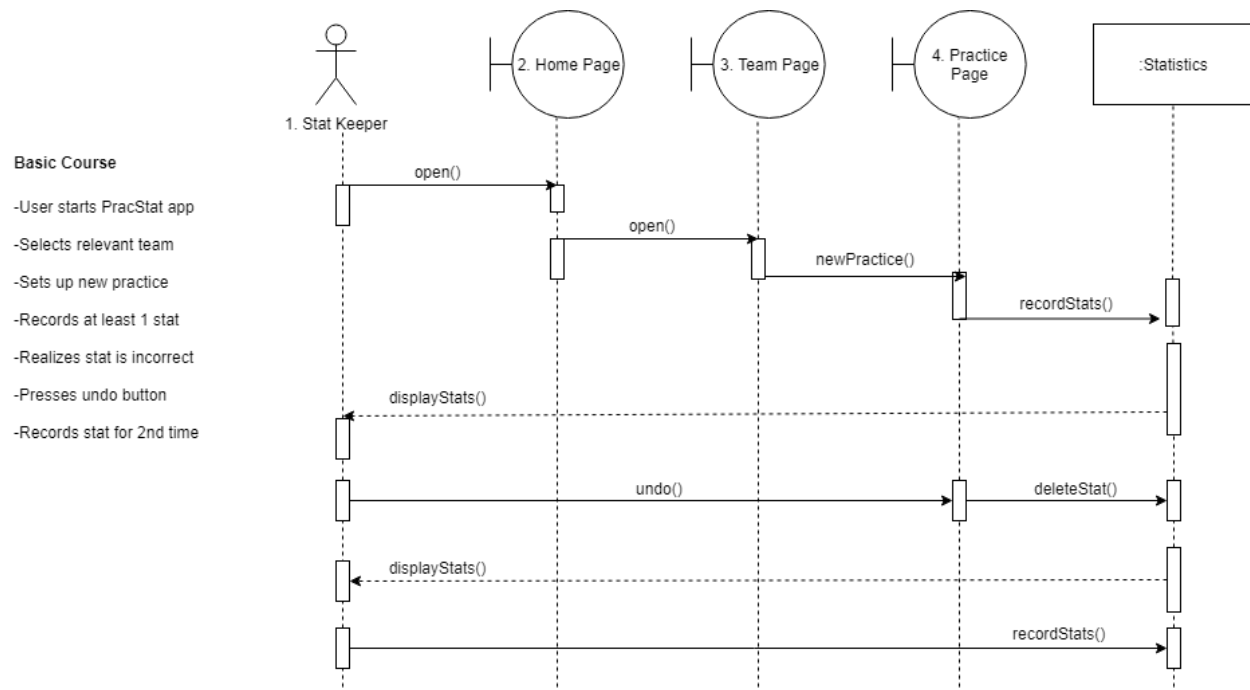 2. Home Page
3. Team Page
4. Practice
Page
:Statistics
1. Stat Keeper
Basic Course
-User starts PracStat app
-Selects relevant team
-Sets up new practice
-Records at least 1 stat
-Realizes stat is incorrect
-Presses undo button
-Records stat for 2nd time
open()
open()
newPractice()
recordStats()
displayStats()
undo()
deleteStat()
displayStats()
recordStats()